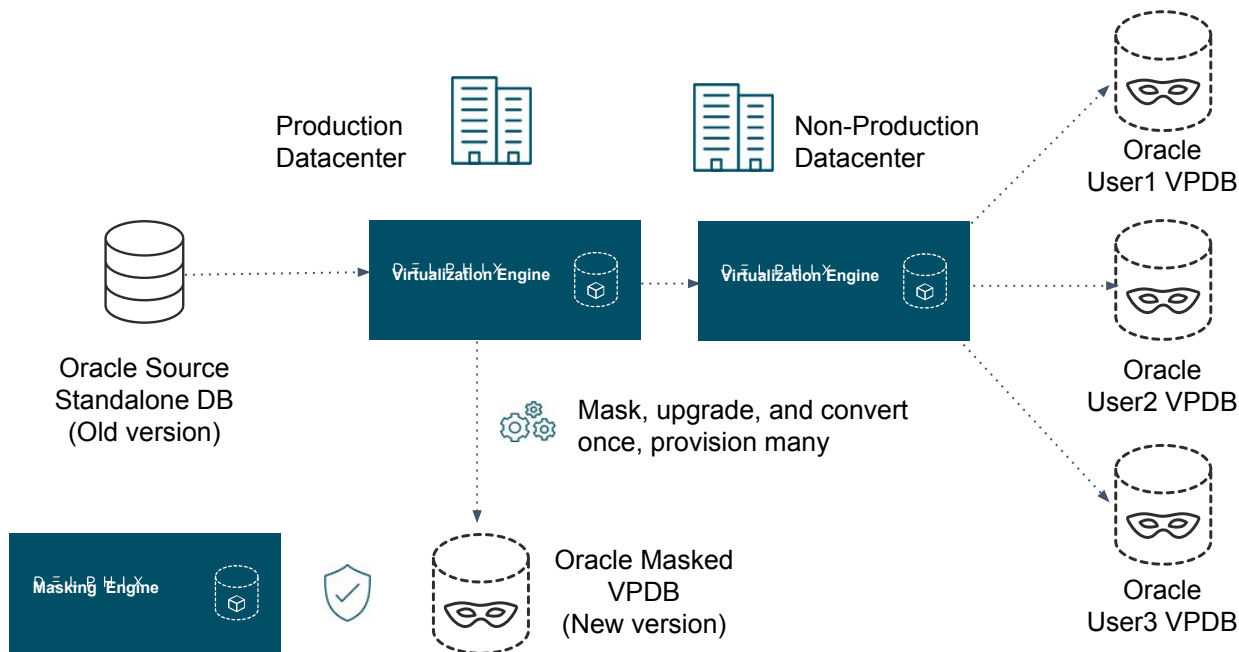 Production
Datacenter
Non-Production
Datacenter
Oracle
User1 VPDB
DELPHIX
Virtualization Engine
DELPHIX
Virtualization Engine
Oracle Source
Standalone DB
(Old version)
Oracle
User2 VPDB
Mask, upgrade, and convert
once, provision many
DELPHIX
Masking Engine
Oracle Masked
VPDB
(New version)
Oracle
User3 VPDB